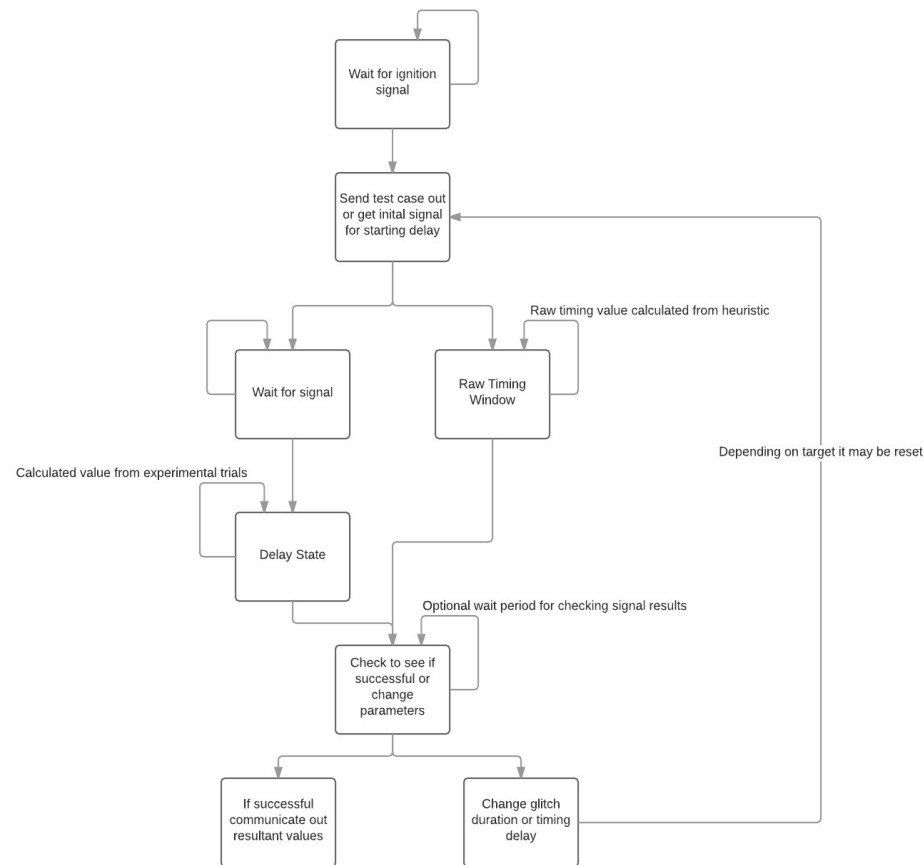 Wait for ignition
signal
Send test case out
or get inital signal
for starting delay
Raw timing value calculated from heuristic
Wait for signal
Raw Timing
Window
Depending on target it may be reset
Calculated value from experimental trials
Delay State
Optional wait period for checking signal results
Check to see if
successful or
change
parameters
If successful
communicate out
resultant values
Change glitch
duration or timing
delay